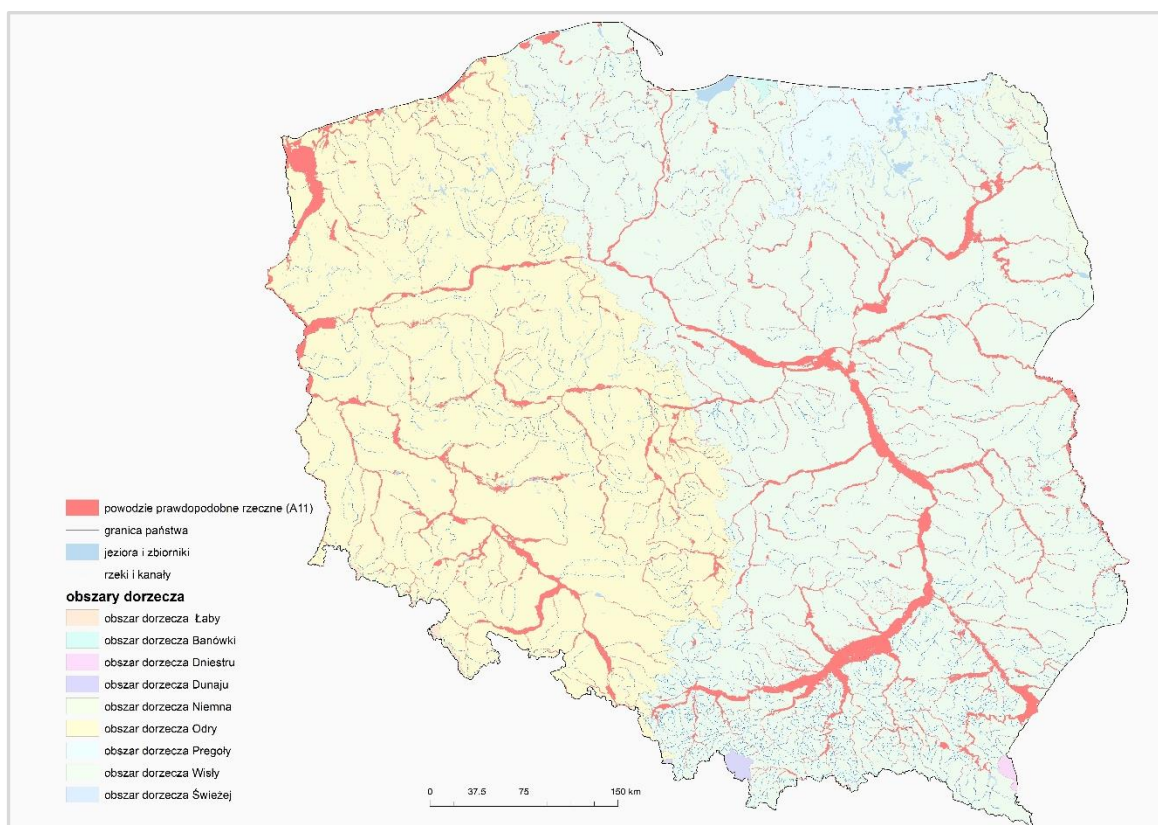 powodzie prawdopodobne rzeczne (A11)
granica państwa
jeziora i zbiorniki
rzeki i kanały
obszary dorzecza
obszar dorzecza Łaby
obszar dorzecza Banówki
obszar dorzecza Dniestru
obszar dorzecza Dunaju
obszar dorzecza Niemna
obszar dorzecza Odry
obszar dorzecza Pregoły
obszar dorzecza Wisły
obszar dorzecza Świeżej
0 37.5 75 150 km